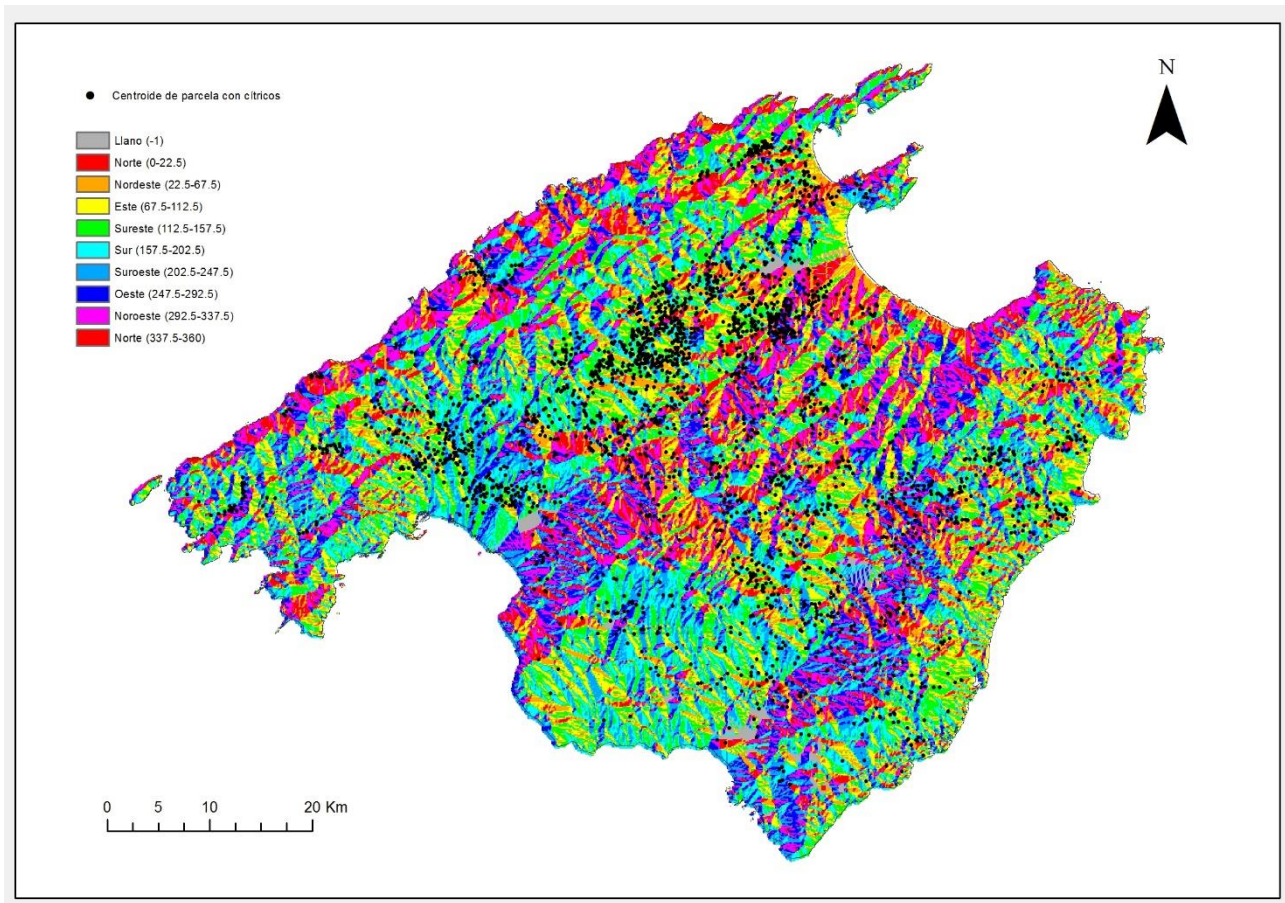 N
Centroide de parcela con cítricos
Llano (-1)
Norte (0-22.5)
Nordeste (22.5-67.5)
Este (67.5-112.5)
Sureste (112.5-157.5)
Sur (157.5-202.5)
Suroeste (202.5-247.5)
Oeste (247.5-292.5)
Noroeste (292.5-337.5)
Norte (337.5-360)
0 5 10 20 Km